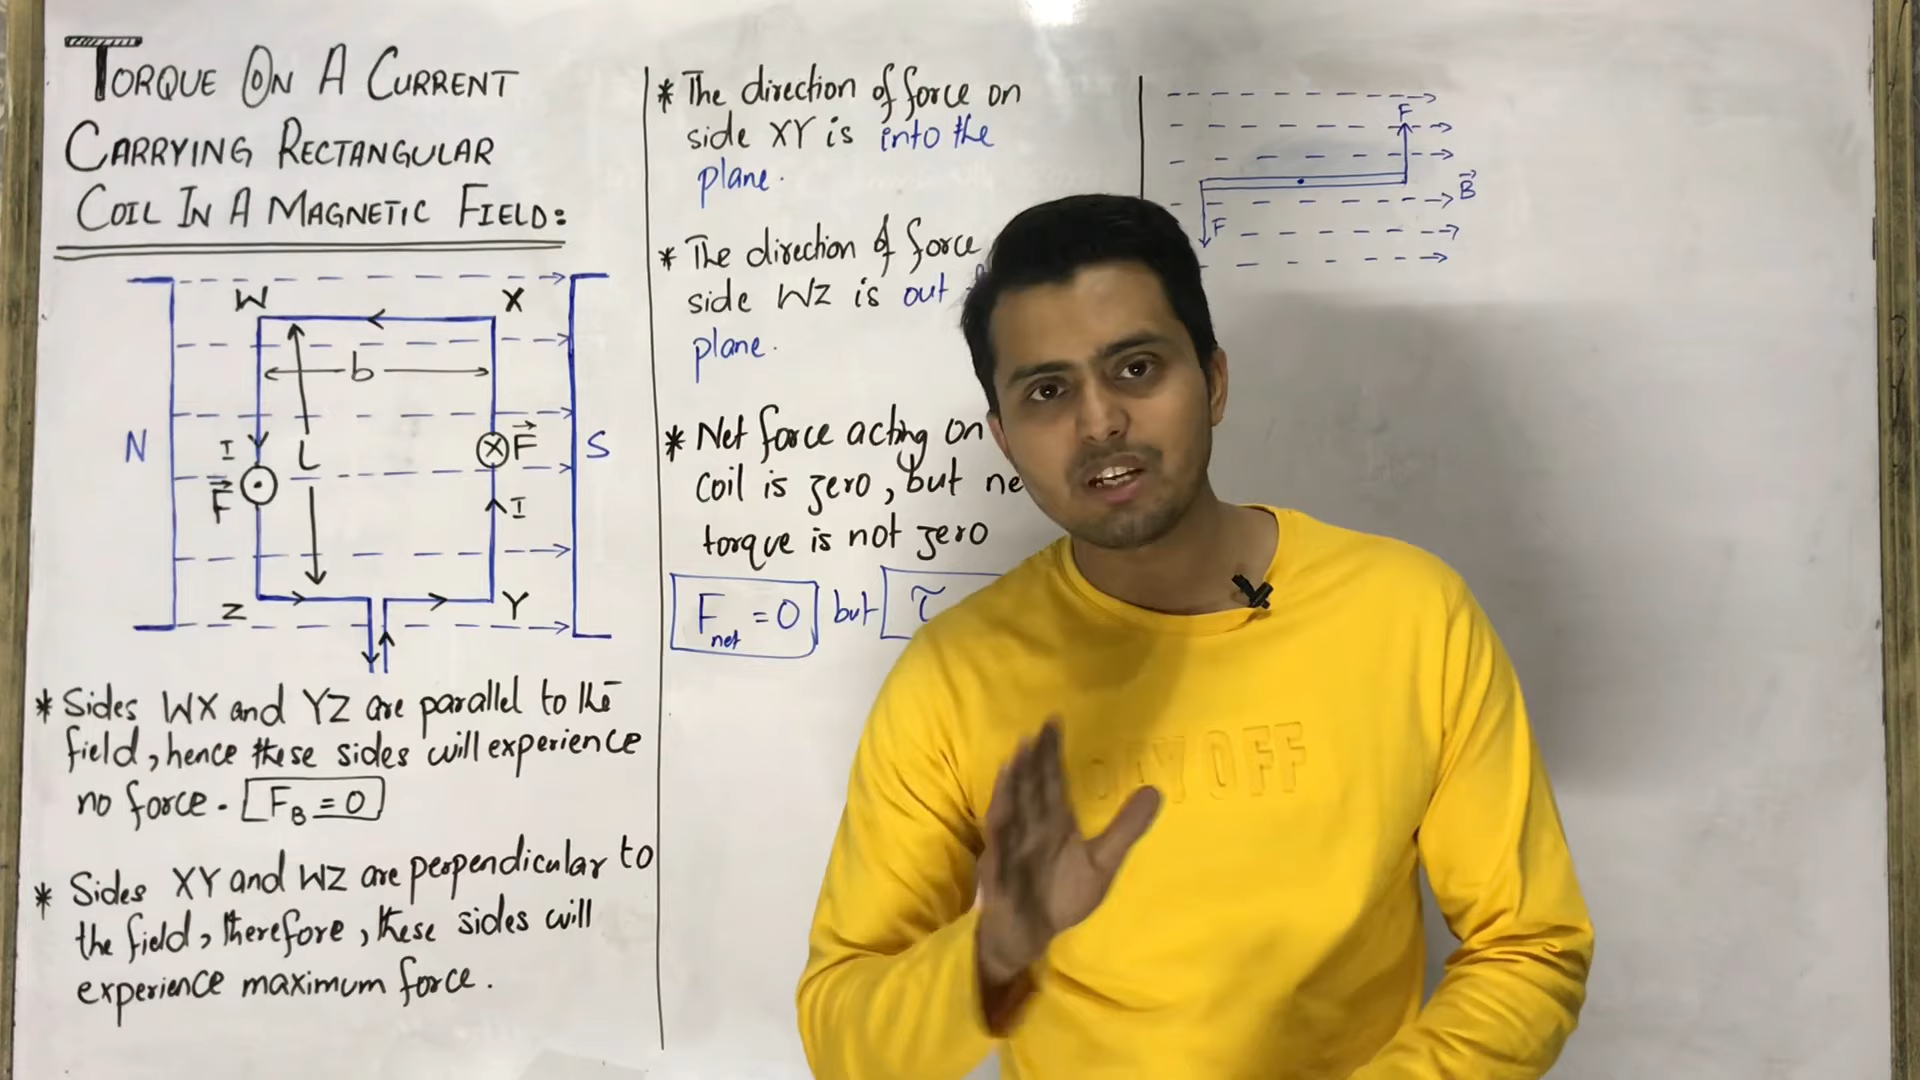 TORQUE ON A CURRENT
CARRYING RECTANGULAR
COIL IN A MAGNETIC FIELD:
W
X
b
N
I
L
F⃗
S
F⃗
I
Z
Y
* Sides WX and YZ are parallel to the
field, hence these sides will experience
no force. F_B = 0
* Sides XY and WZ are perpendicular to
the field, therefore, these sides will
experience maximum force.
* The direction of force on
side XY is into the
plane.
* The direction of force
side WZ is out
plane.
* Net force acting on
coil is zero, but ne
torque is not zero
F_net = 0 but τ
F
B⃗
F
OFF